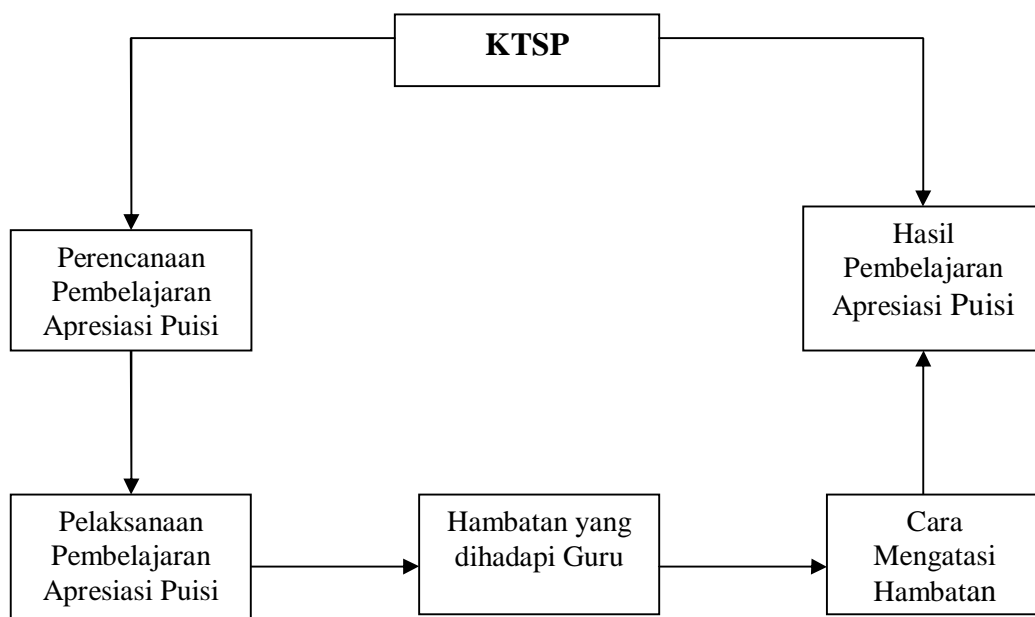 KTSP
Perencanaan
Pembelajaran
Apresiasi Puisi
Hasil
Pembelajaran
Apresiasi Puisi
Pelaksanaan
Pembelajaran
Apresiasi Puisi
Hambatan yang
dihadapi Guru
Cara
Mengatasi
Hambatan